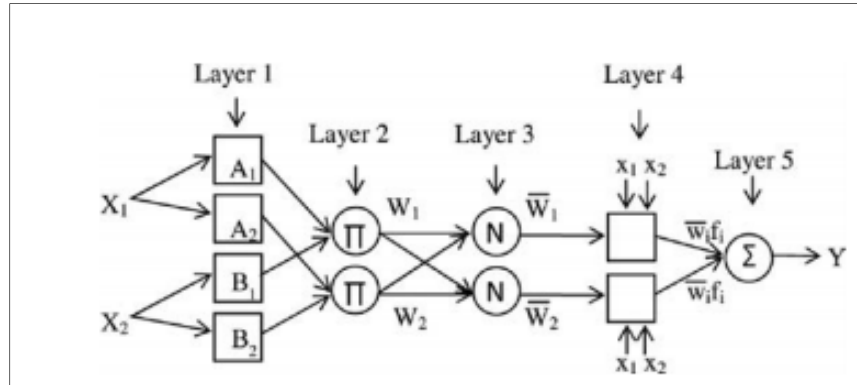 Layer 1
Layer 2
Layer 3
Layer 4
Layer 5
X₁
X₂
A₁
A₂
B₁
B₂
Π
Π
W₁
W₂
N
N
W̅₁
W̅₂
x₁ x₂
x₁ x₂
w̅ᵢfᵢ
w̅ᵢfᵢ
Σ
Y